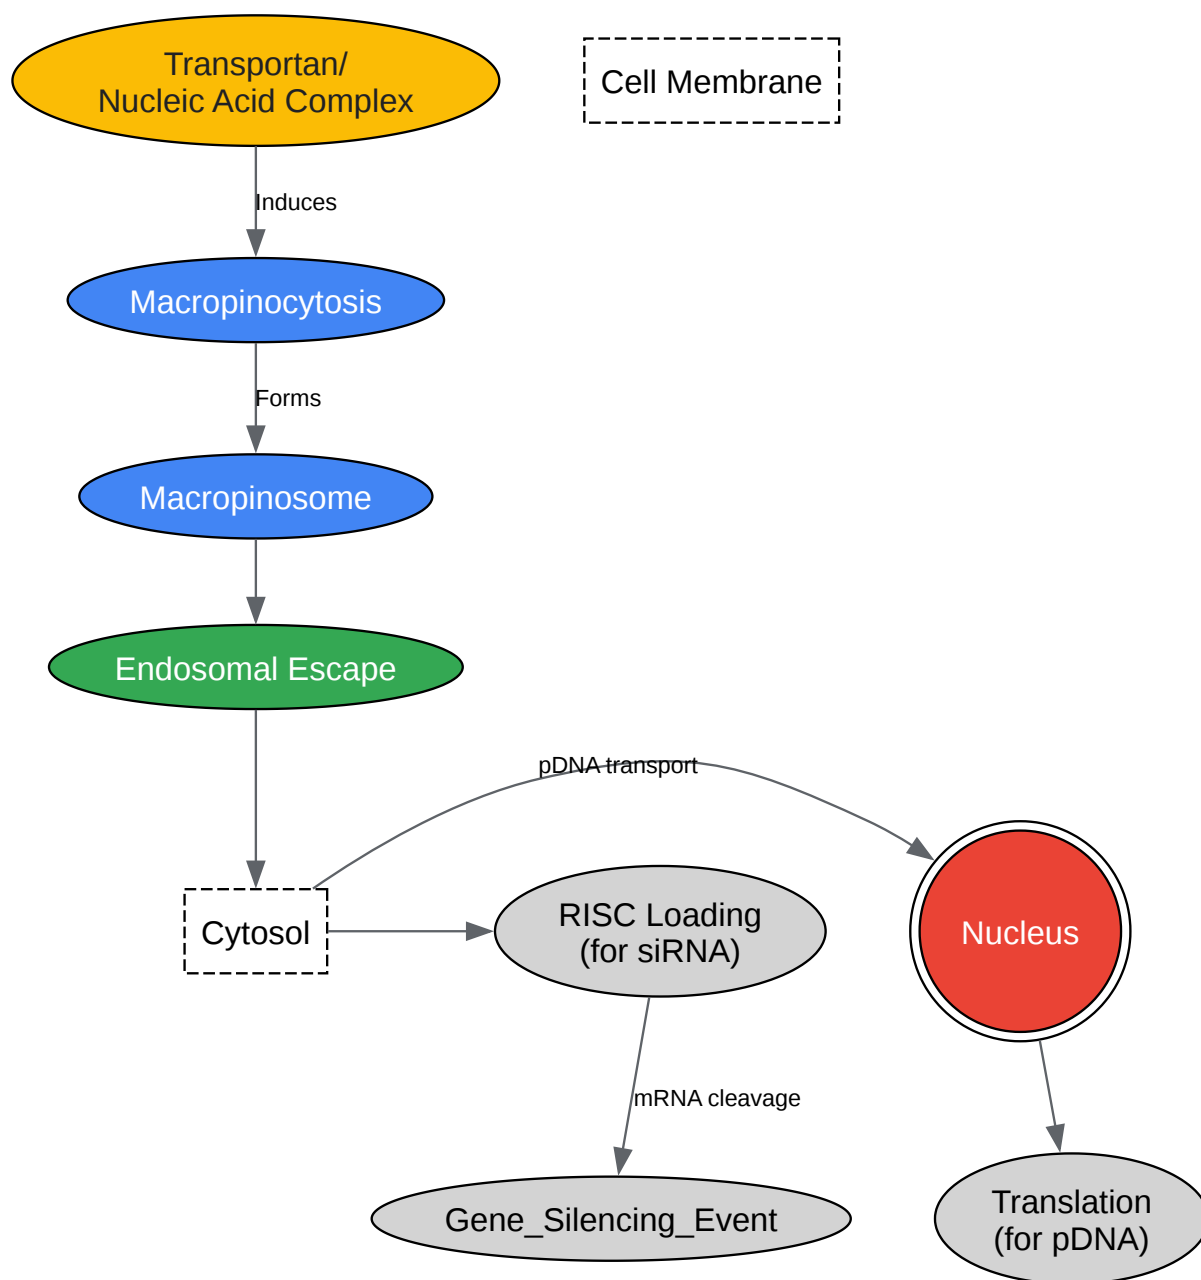 Transportan/
Nucleic Acid Complex
Cell Membrane
Induces
Macropinocytosis
Forms
Macropinosome
Endosomal Escape
pDNA transport
Cytosol
RISC Loading
(for siRNA)
Nucleus
mRNA cleavage
Gene_Silencing_Event
Translation
(for pDNA)